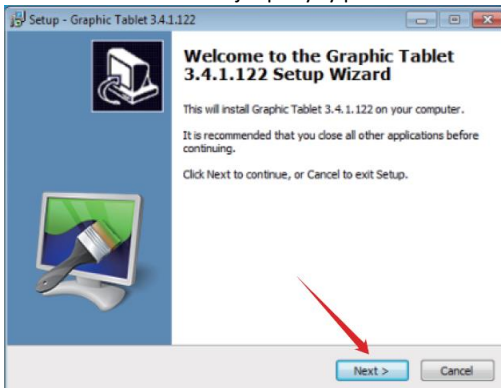 Setup - Graphic Tablet 3.4.1.122
Welcome to the Graphic Tablet
3.4.1.122 Setup Wizard
This will install Graphic Tablet 3.4.1.122 on your computer.
It is recommended that you close all other applications before
continuing.
Click Next to continue, or Cancel to exit Setup.
Next >
Cancel